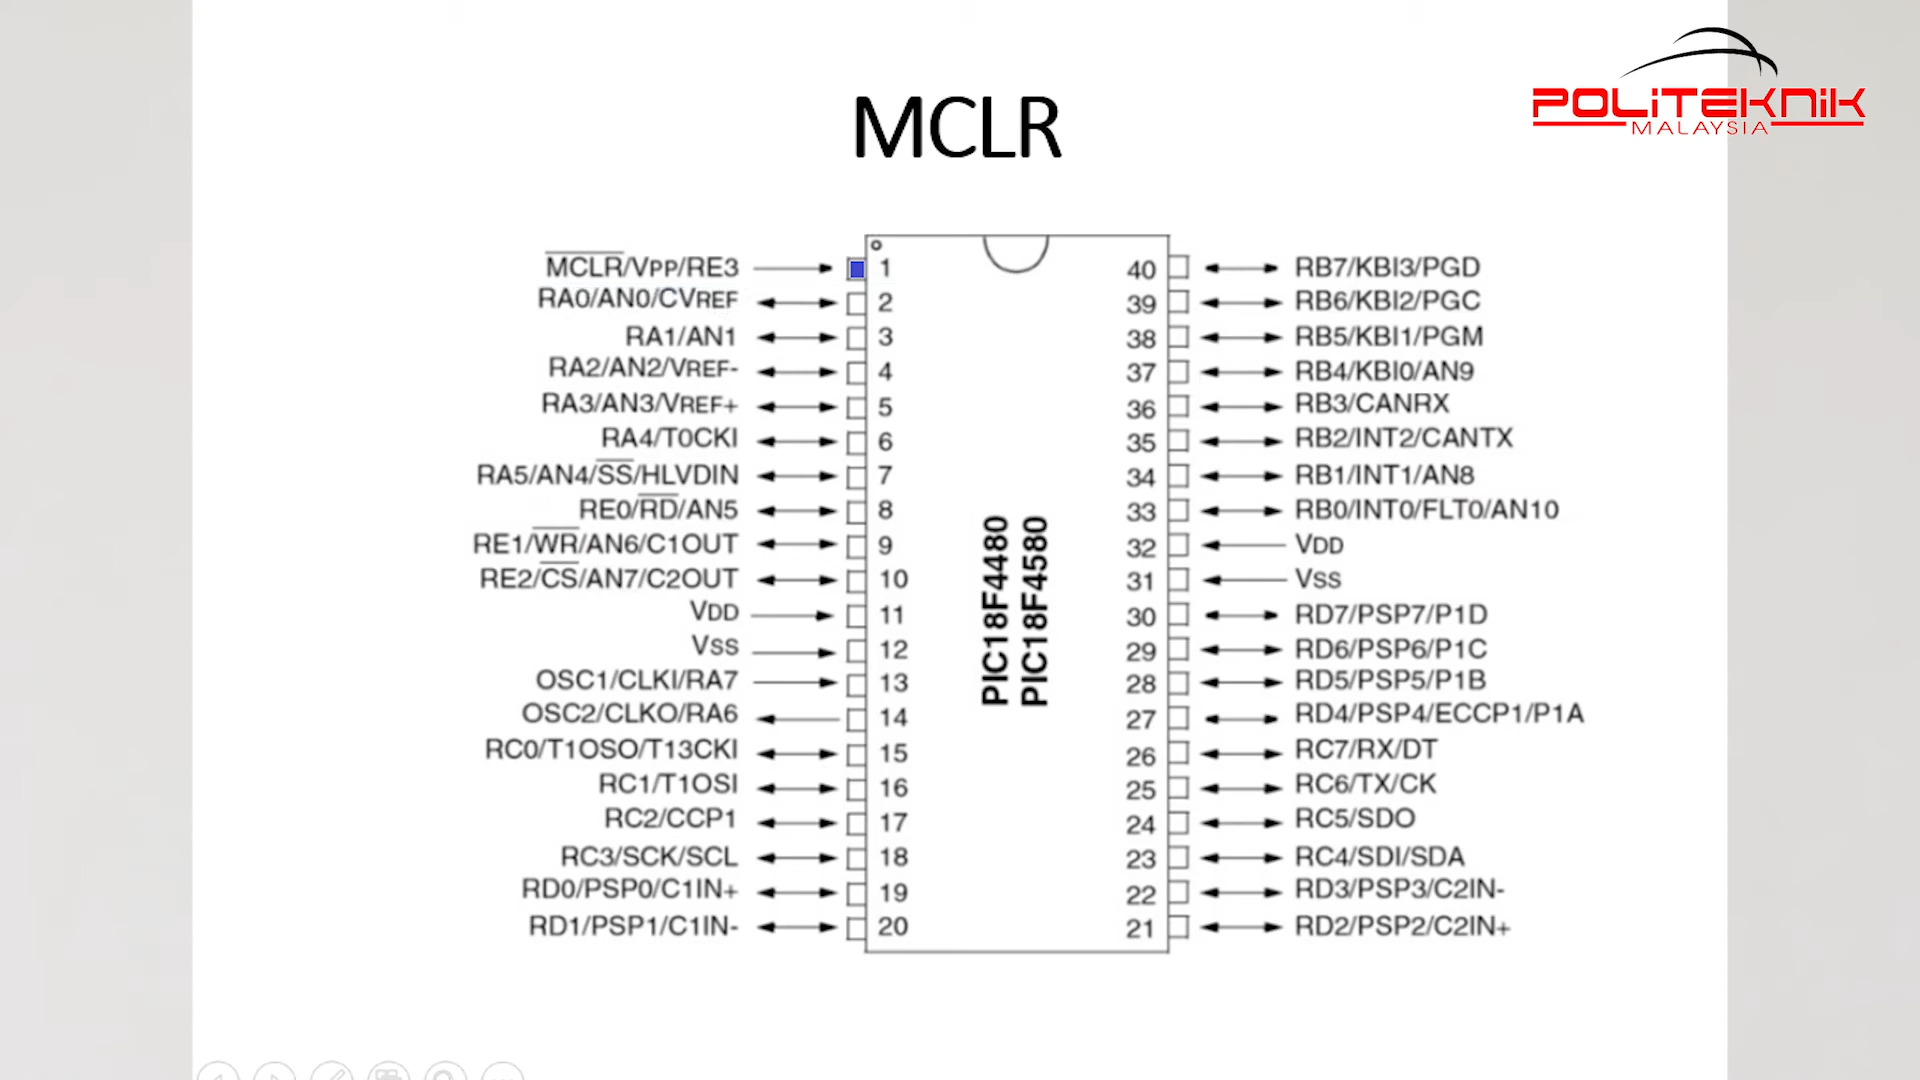 POLITEKNIK
MALAYSIA
MCLR
MCLR/VPP/RE3 1 40 RB7/KBI3/PGD
RA0/AN0/CVREF 2 39 RB6/KBI2/PGC
RA1/AN1 3 38 RB5/KBI1/PGM
RA2/AN2/VREF- 4 37 RB4/KBI0/AN9
RA3/AN3/VREF+ 5 36 RB3/CANRX
RA4/T0CKI 6 35 RB2/INT2/CANTX
RA5/AN4/SS/HLVDIN 7 34 RB1/INT1/AN8
RE0/RD/AN5 8 33 RB0/INT0/FLT0/AN10
RE1/WR/AN6/C1OUT 9 32 VDD
RE2/CS/AN7/C2OUT 10 31 VSS
VDD 11 30 RD7/PSP7/P1D
VSS 12 29 RD6/PSP6/P1C
OSC1/CLKI/RA7 13 28 RD5/PSP5/P1B
OSC2/CLKO/RA6 14 27 RD4/PSP4/ECCP1/P1A
RC0/T1OSO/T13CKI 15 26 RC7/RX/DT
RC1/T1OSI 16 25 RC6/TX/CK
RC2/CCP1 17 24 RC5/SDO
RC3/SCK/SCL 18 23 RC4/SDI/SDA
RD0/PSP0/C1IN+ 19 22 RD3/PSP3/C2IN-
RD1/PSP1/C1IN- 20 21 RD2/PSP2/C2IN+
PIC18F4480
PIC18F4580